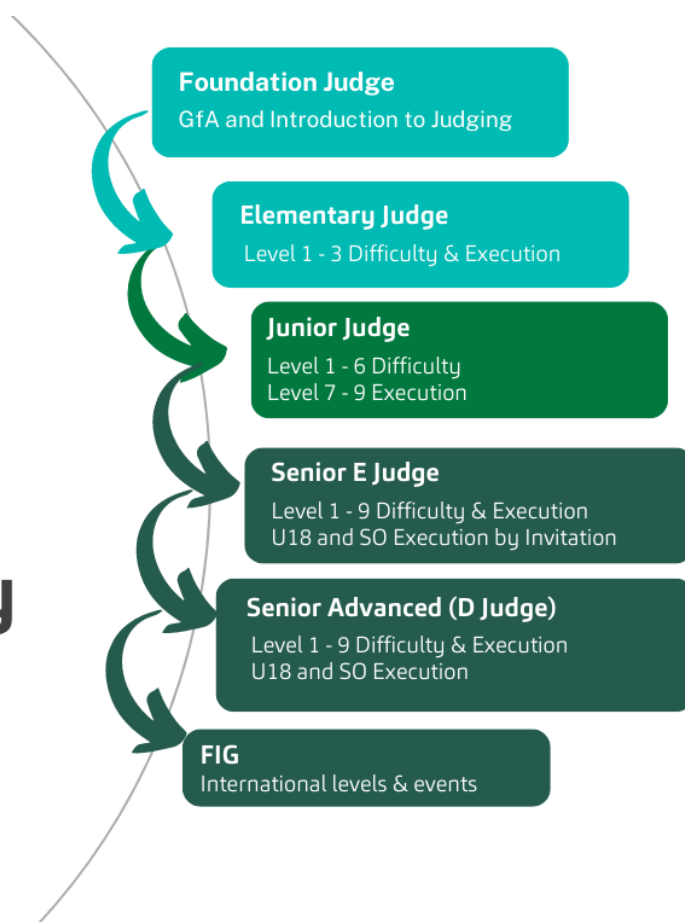 Foundation Judge
GfA and Introduction to Judging
Elementary Judge
Level 1 - 3 Difficulty & Execution
Junior Judge
Level 1 - 6 Difficulty
Level 7 - 9 Execution
Senior E Judge
Level 1 - 9 Difficulty & Execution
U18 and SO Execution by Invitation
y
Senior Advanced (D Judge)
Level 1 - 9 Difficulty & Execution
U18 and SO Execution
FIG
International levels & events